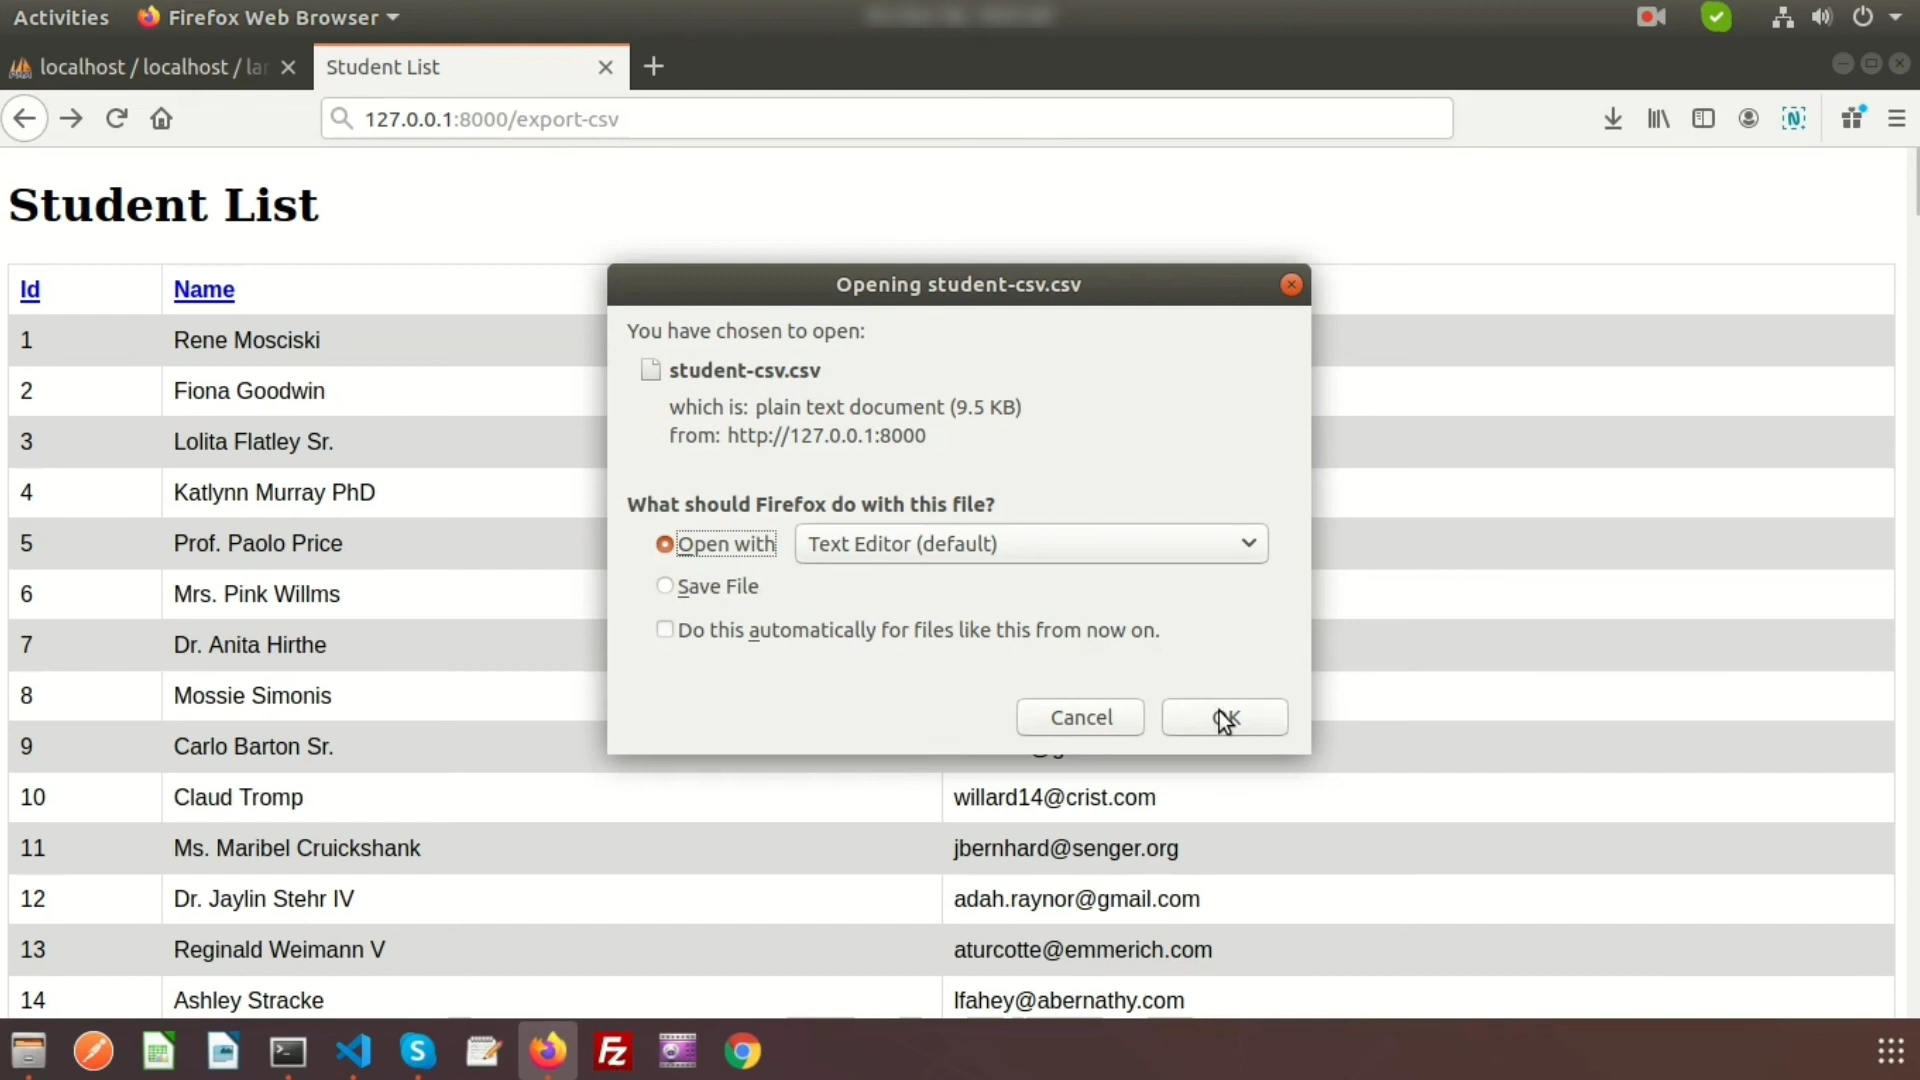 Activities Firefox Web Browser
localhost / localhost / lar Student List
127.0.0.1:8000/export-csv
Student List
Id Name
1 Rene Mosciski
2 Fiona Goodwin
3 Lolita Flatley Sr.
4 Katlynn Murray PhD
5 Prof. Paolo Price
6 Mrs. Pink Willms
7 Dr. Anita Hirthe
8 Mossie Simonis
9 Carlo Barton Sr.
10 Claud Tromp willard14@crist.com
11 Ms. Maribel Cruickshank jbernhard@senger.org
12 Dr. Jaylin Stehr IV adah.raynor@gmail.com
13 Reginald Weimann V aturcotte@emmerich.com
14 Ashley Stracke lfahey@abernathy.com
Opening student-csv.csv
You have chosen to open:
student-csv.csv
which is: plain text document (9.5 KB)
from: http://127.0.0.1:8000
What should Firefox do with this file?
Open with Text Editor (default)
Save File
Do this automatically for files like this from now on.
Cancel OK